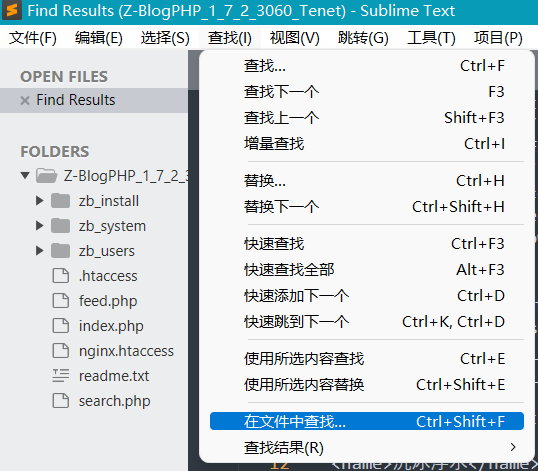 Find Results (Z-BlogPHP_1_7_2_3060_Tenet) - Sublime Text
文件(F) 编辑(E) 选择(S) 查找(I) 视图(V) 跳转(G) 工具(T) 项目(P)
OPEN FILES
Find Results
FOLDERS
Z-BlogPHP_1_7_2_3
zb_install
zb_system
zb_users
.htaccess
feed.php
index.php
nginx.htaccess
readme.txt
search.php
查找... Ctrl+F
查找下一个 F3
查找上一个 Shift+F3
增量查找 Ctrl+I
替换... Ctrl+H
替换下一个 Ctrl+Shift+H
快速查找 Ctrl+F3
快速查找全部 Alt+F3
快速添加下一个 Ctrl+D
快速跳到下一个 Ctrl+K, Ctrl+D
使用所选内容查找 Ctrl+E
使用所选内容替换 Ctrl+Shift+E
在文件中查找... Ctrl+Shift+F
查找结果(R)
12